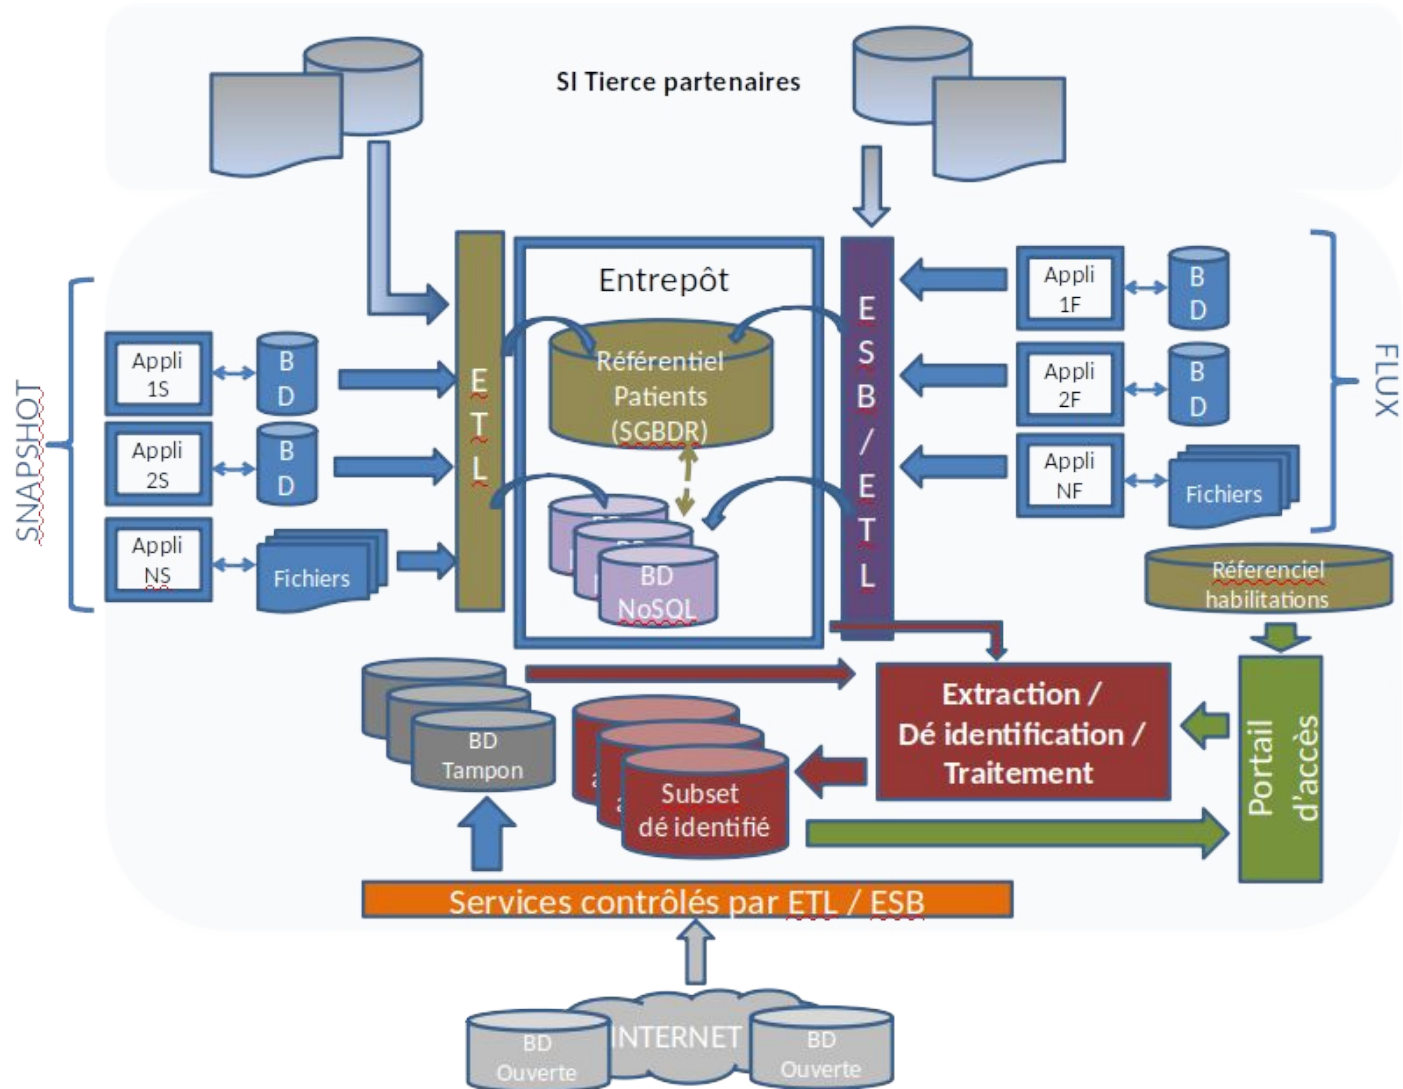 SI Tierce partenaires
SNAPSHOT
Appli
1S
B
D
Appli
2S
B
D
Appli
NS
Fichiers
E
T
L
Entrepôt
Référentiel
Patients
(SGBDR)
BD
NoSQL
E
S
B
/
E
T
L
Appli
1F
B
D
Appli
2F
B
D
Appli
NF
Fichiers
FLUX
Réferenciel
habilitations
Extraction /
Dé identification /
Traitement
Portail
d'accès
BD
Tampon
Subset
dé identifié
Services contrôlés par ETL / ESB
INTERNET
BD
Ouverte
BD
Ouverte